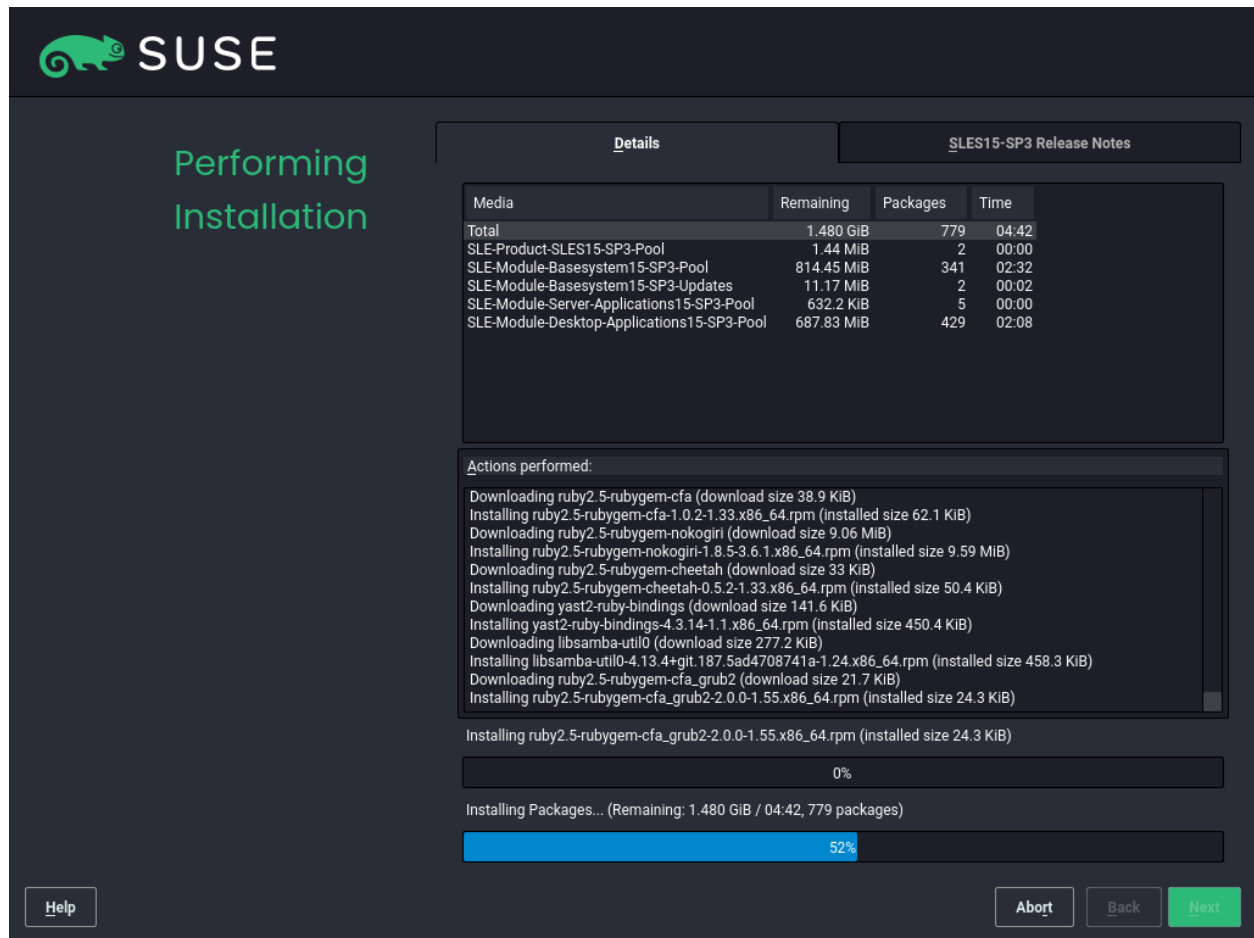 SUSE
Performing
Installation
Details
SLES15-SP3 Release Notes
Media Remaining Packages Time
Total 1.480 GiB 779 04:42
SLE-Product-SLES15-SP3-Pool 1.44 MiB 2 00:00
SLE-Module-Basesystem15-SP3-Pool 814.45 MiB 341 02:32
SLE-Module-Basesystem15-SP3-Updates 11.17 MiB 2 00:02
SLE-Module-Server-Applications15-SP3-Pool 632.2 KiB 5 00:00
SLE-Module-Desktop-Applications15-SP3-Pool 687.83 MiB 429 02:08
Actions performed:
Downloading ruby2.5-rubygem-cfa (download size 38.9 KiB)
Installing ruby2.5-rubygem-cfa-1.0.2-1.33.x86_64.rpm (installed size 62.1 KiB)
Downloading ruby2.5-rubygem-nokogiri (download size 9.06 MiB)
Installing ruby2.5-rubygem-nokogiri-1.8.5-3.6.1.x86_64.rpm (installed size 9.59 MiB)
Downloading ruby2.5-rubygem-cheetah (download size 33 KiB)
Installing ruby2.5-rubygem-cheetah-0.5.2-1.33.x86_64.rpm (installed size 50.4 KiB)
Downloading yast2-ruby-bindings (download size 141.6 KiB)
Installing yast2-ruby-bindings-4.3.14-1.1.x86_64.rpm (installed size 450.4 KiB)
Downloading libsamba-util0 (download size 277.2 KiB)
Installing libsamba-util0-4.13.4+git.187.5ad4708741a-1.24.x86_64.rpm (installed size 458.3 KiB)
Downloading ruby2.5-rubygem-cfa_grub2 (download size 21.7 KiB)
Installing ruby2.5-rubygem-cfa_grub2-2.0.0-1.55.x86_64.rpm (installed size 24.3 KiB)
Installing ruby2.5-rubygem-cfa_grub2-2.0.0-1.55.x86_64.rpm (installed size 24.3 KiB)
0%
Installing Packages... (Remaining: 1.480 GiB / 04:42, 779 packages)
52%
Help
Abort
Back
Next